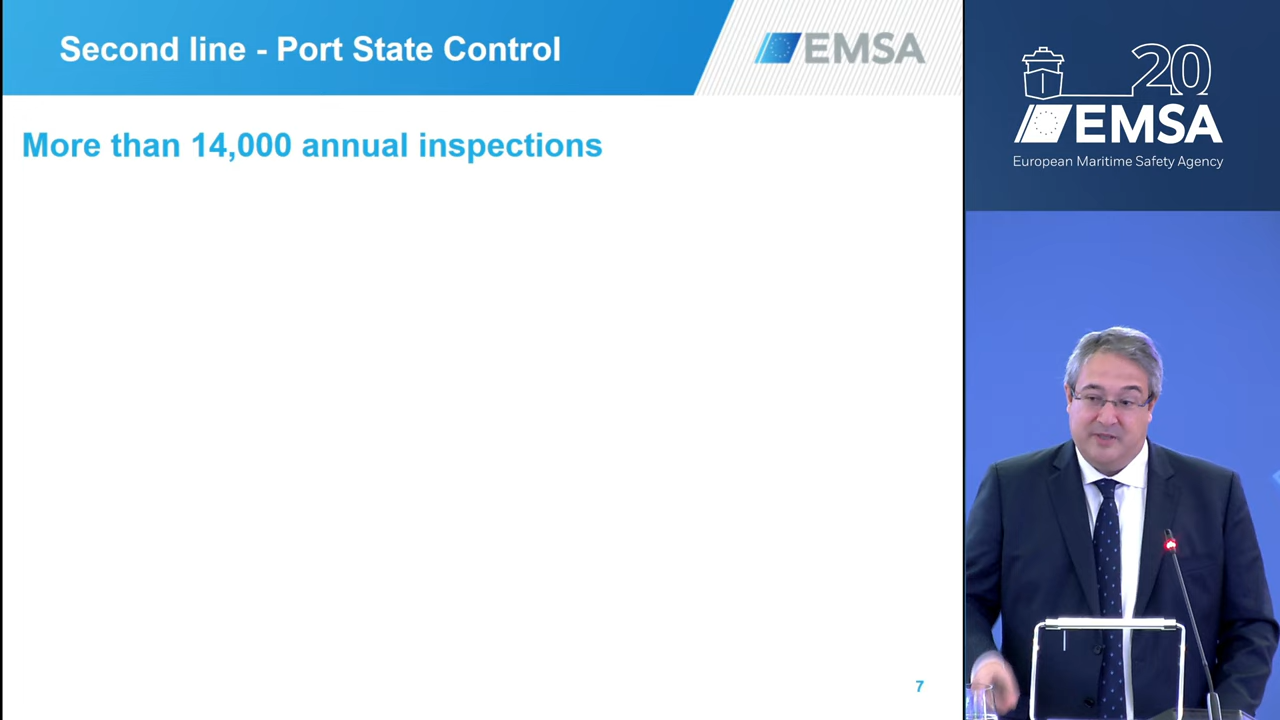 Second line - Port State Control
EMSA
More than 14,000 annual inspections
7
20
EMSA
European Maritime Safety Agency